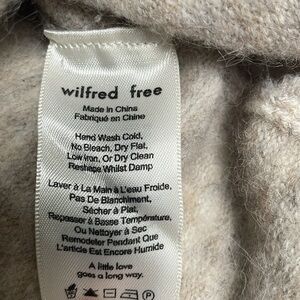 wilfred free
Made in China
Fabriqué en Chine
Hand Wash Cold,
No Bleach, Dry Flat,
Low Iron, Or Dry Clean
Reshape Whilst Damp
Laver à La Main à L'eau Froide,
Pas De Blanchiment,
Sécher à Plat,
Repasser à Basse Température,
Ou Nettoyer à Sec
Remodeler Pendant Que
L'article Est Encore Humide
A little love
goes a long way.
P